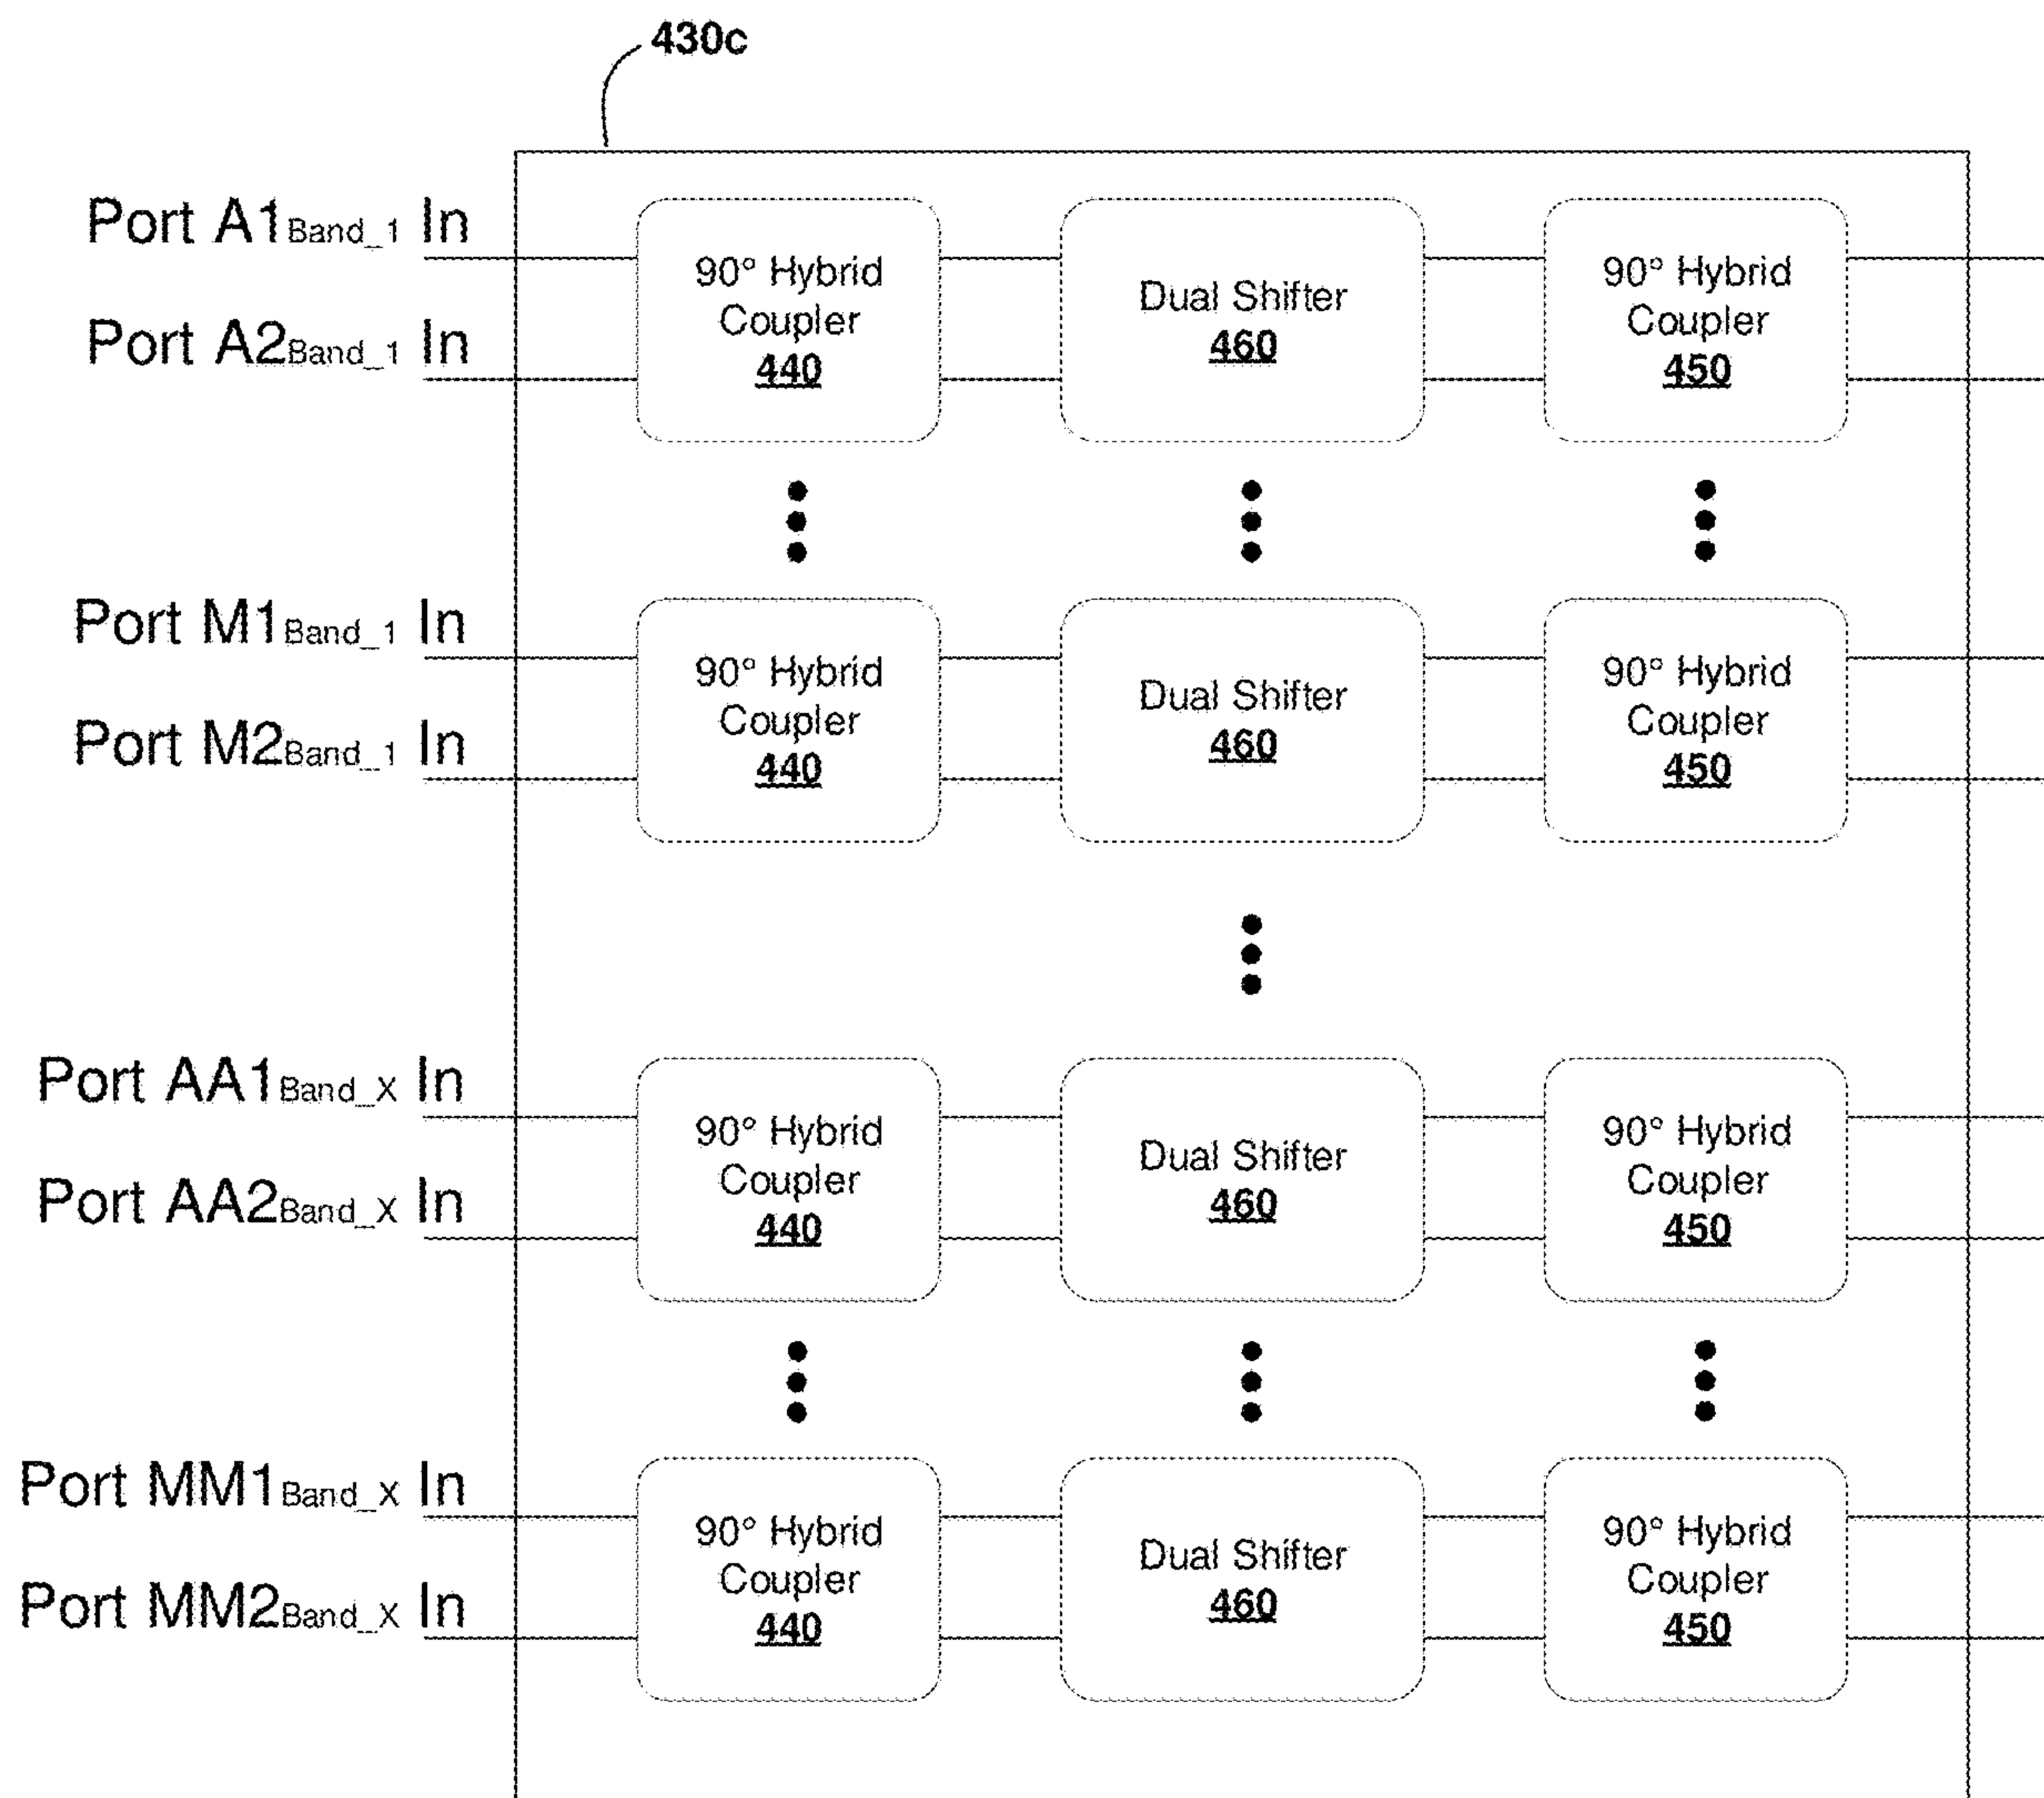 430c
Port A1Band_1 In
Port A2Band_1 In
90° Hybrid
Coupler
440
Dual Shifter
460
90° Hybrid
Coupler
450
Port M1Band_1 In
Port M2Band_1 In
90° Hybrid
Coupler
440
Dual Shifter
460
90° Hybrid
Coupler
450
Port AA1Band_X In
Port AA2Band_X In
90° Hybrid
Coupler
440
Dual Shifter
460
90° Hybrid
Coupler
450
Port MM1Band_X In
Port MM2Band_X In
90° Hybrid
Coupler
440
Dual Shifter
460
90° Hybrid
Coupler
450